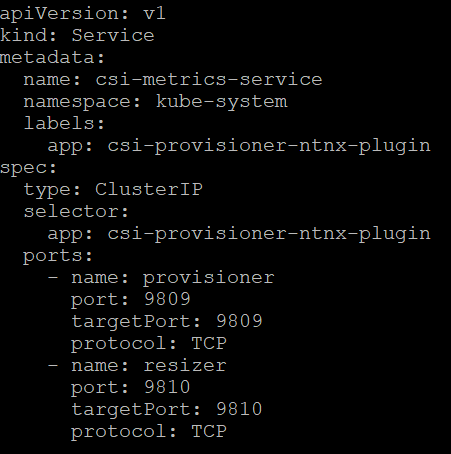 apiVersion: v1
kind: Service
metadata:
  name: csi-metrics-service
  namespace: kube-system
  labels:
    app: csi-provisioner-ntnx-plugin
spec:
  type: ClusterIP
  selector:
    app: csi-provisioner-ntnx-plugin
  ports:
    - name: provisioner
      port: 9809
      targetPort: 9809
      protocol: TCP
    - name: resizer
      port: 9810
      targetPort: 9810
      protocol: TCP